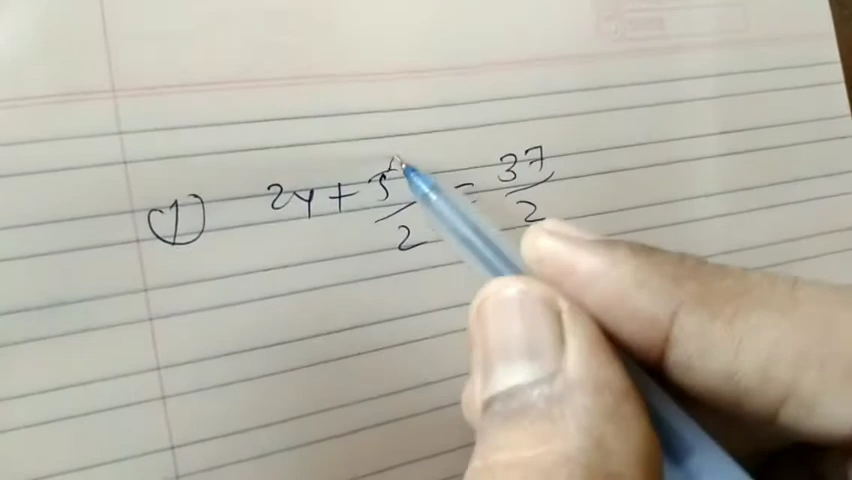 ① 2y + 5/2 = 37/2